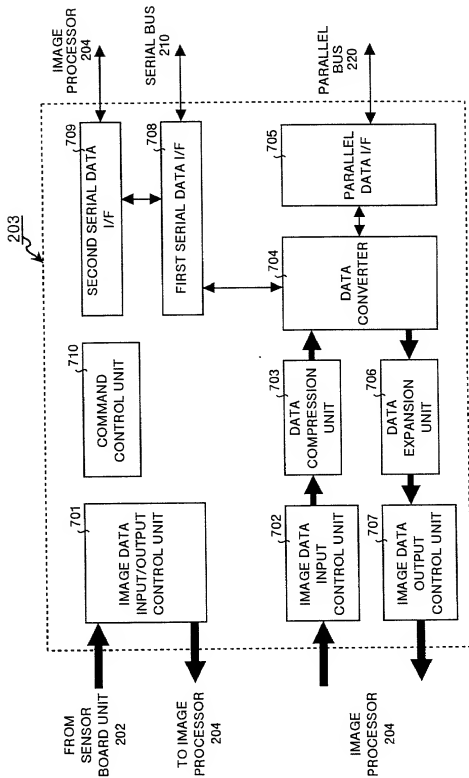 203
FROM
SENSOR
BOARD UNIT
202
TO IMAGE
PROCESSOR
204
IMAGE
PROCESSOR
204
701
IMAGE DATA
INPUT/OUTPUT
CONTROL UNIT
710
COMMAND
CONTROL UNIT
709
SECOND SERIAL DATA
I/F
708
FIRST SERIAL DATA I/F
IMAGE
PROCESSOR
204
SERIAL BUS
210
702
IMAGE DATA
INPUT
CONTROL UNIT
703
DATA
COMPRESSION
UNIT
704
DATA
CONVERTER
705
PARALLEL
DATA I/F
PARALLEL
BUS
220
707
IMAGE DATA
OUTPUT
CONTROL UNIT
706
DATA
EXPANSION
UNIT